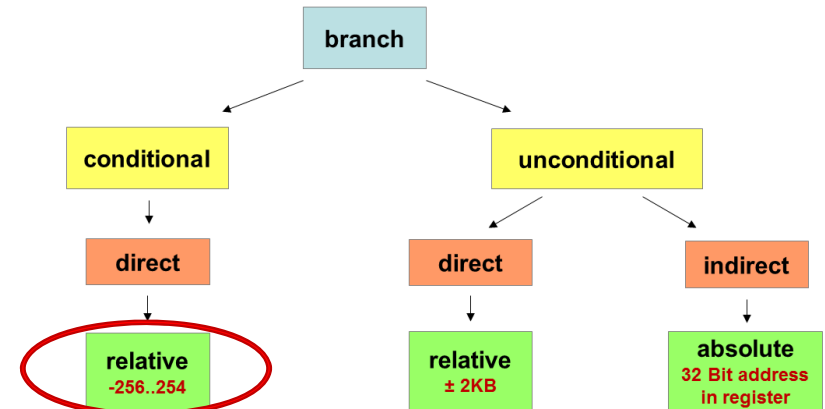 branch
conditional
unconditional
direct
direct
indirect
relative
-256..254
relative
± 2KB
absolute
32 Bit address
in register